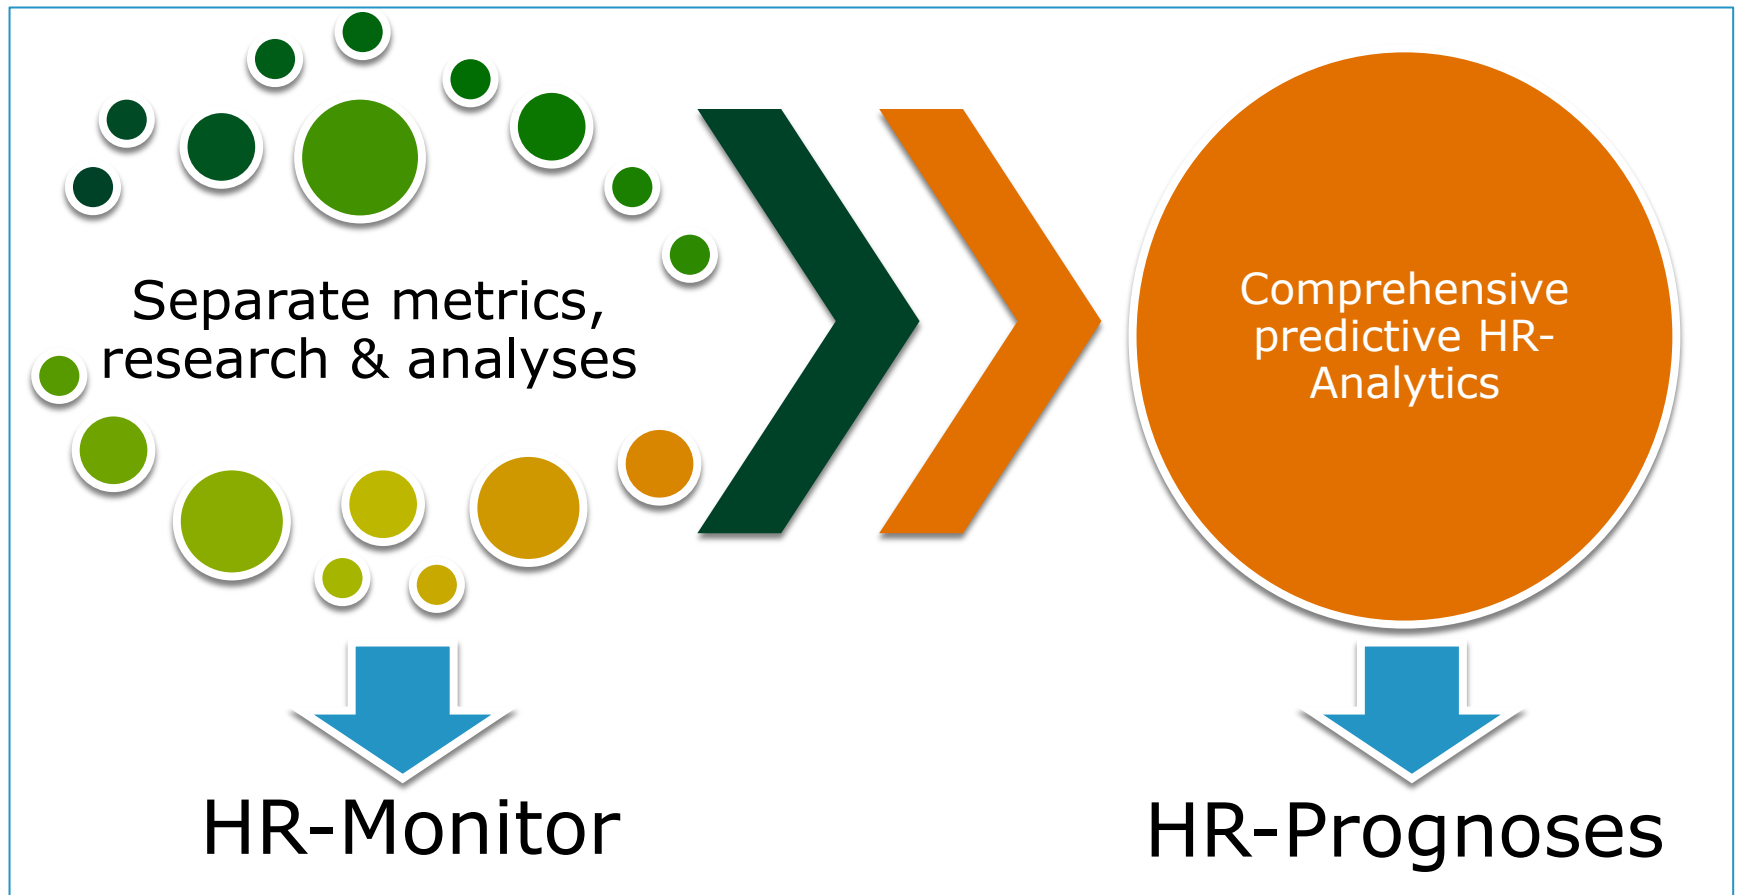 Separate metrics,
research & analyses
Comprehensive
predictive HR-
Analytics
HR-Monitor
HR-Prognoses